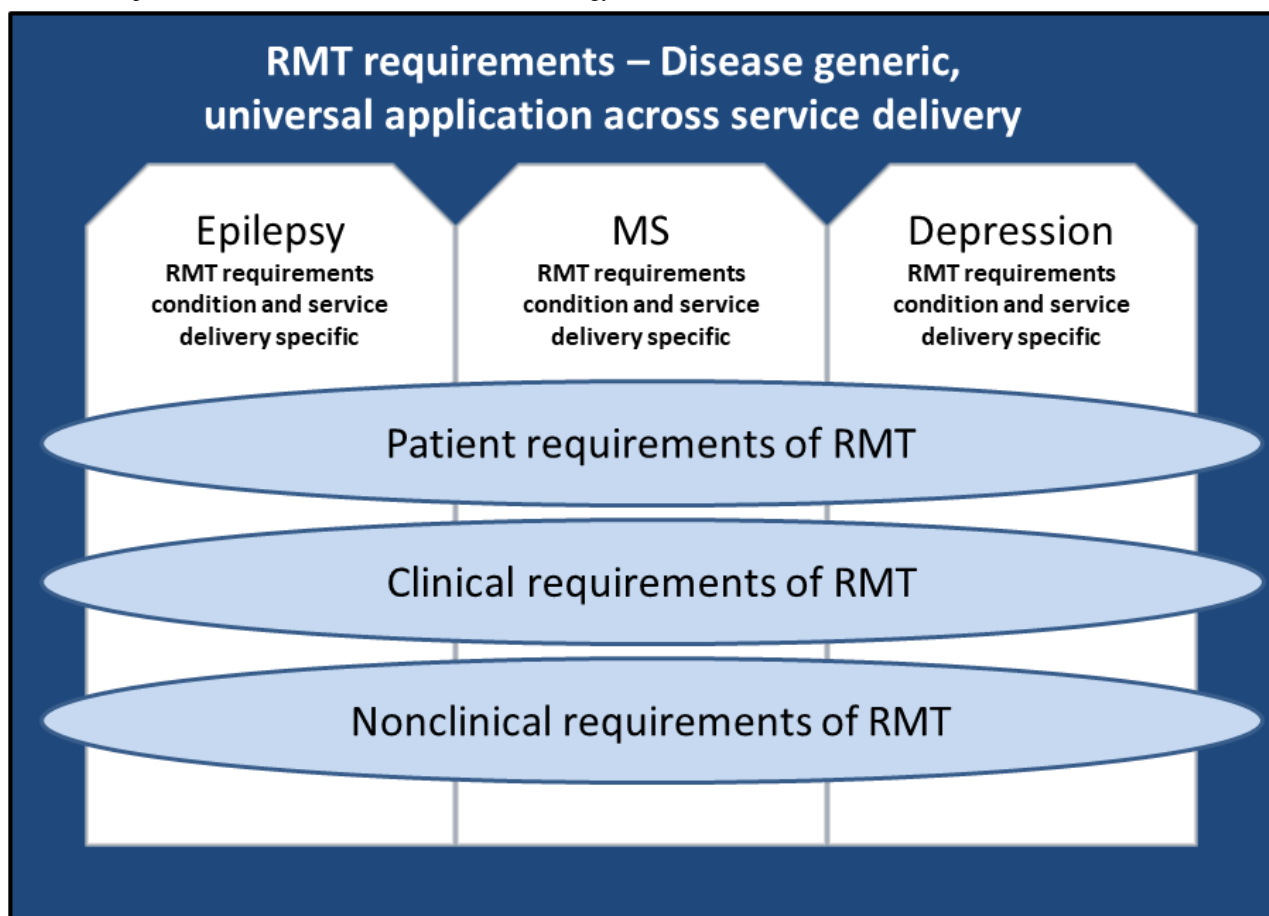 RMT requirements – Disease generic,
universal application across service delivery
Epilepsy
RMT requirements
condition and service
delivery specific
MS
RMT requirements
condition and service
delivery specific
Depression
RMT requirements
condition and service
delivery specific
Patient requirements of RMT
Clinical requirements of RMT
Nonclinical requirements of RMT